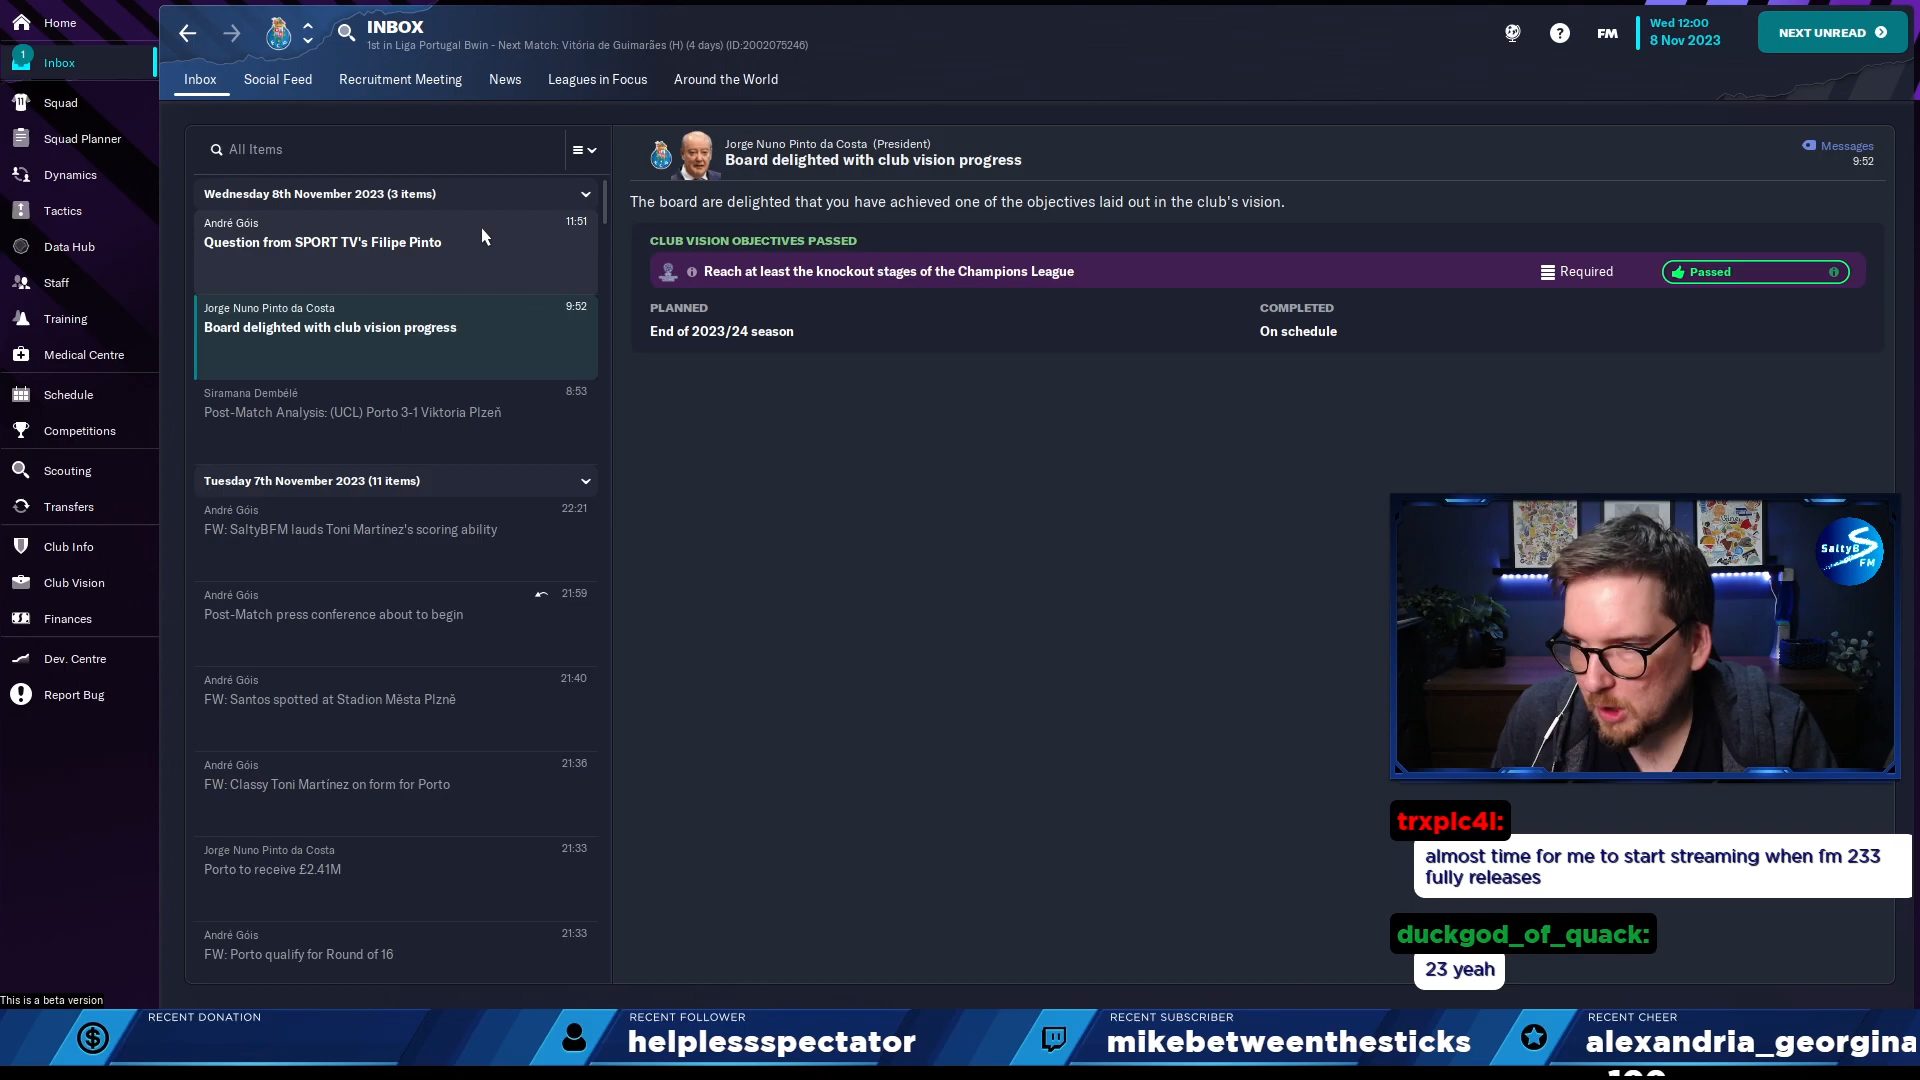 Home
1
Inbox
Squad
Squad Planner
Dynamics
Tactics
Data Hub
Staff
Training
Medical Centre
Schedule
Competitions
Scouting
Transfers
Club Info
Club Vision
Finances
Dev. Centre
Report Bug
This is a beta version
INBOX
1st in Liga Portugal Bwin - Next Match: Vitória de Guimarães (H) (4 days) (ID:2002075246)
FM
Wed 12:00
8 Nov 2023
NEXT UNREAD
Inbox
Social Feed
Recruitment Meeting
News
Leagues in Focus
Around the World
All Items
Wednesday 8th November 2023 (3 items)
André Góis 11:51
Question from SPORT TV's Filipe Pinto
Jorge Nuno Pinto da Costa 9:52
Board delighted with club vision progress
Siramana Dembélé 8:53
Post-Match Analysis: (UCL) Porto 3-1 Viktoria Plzeň
Tuesday 7th November 2023 (11 items)
André Góis 22:21
FW: SaltyBFM lauds Toni Martínez's scoring ability
André Góis 21:59
Post-Match press conference about to begin
André Góis 21:40
FW: Santos spotted at Stadion Města Plzně
André Góis 21:36
FW: Classy Toni Martínez on form for Porto
Jorge Nuno Pinto da Costa 21:33
Porto to receive £2.41M
André Góis 21:33
FW: Porto qualify for Round of 16
Jorge Nuno Pinto da Costa (President)
Board delighted with club vision progress
Messages
9:52
The board are delighted that you have achieved one of the objectives laid out in the club's vision.
CLUB VISION OBJECTIVES PASSED
Reach at least the knockout stages of the Champions League
Required
Passed
PLANNED
End of 2023/24 season
COMPLETED
On schedule
SaltyB
FM
trxplc4l:
almost time for me to start streaming when fm 233
fully releases
duckgod_of_quack:
23 yeah
RECENT DONATION
RECENT FOLLOWER
helplessspectator
RECENT SUBSCRIBER
mikebetweenthesticks
RECENT CHEER
alexandria_georgina